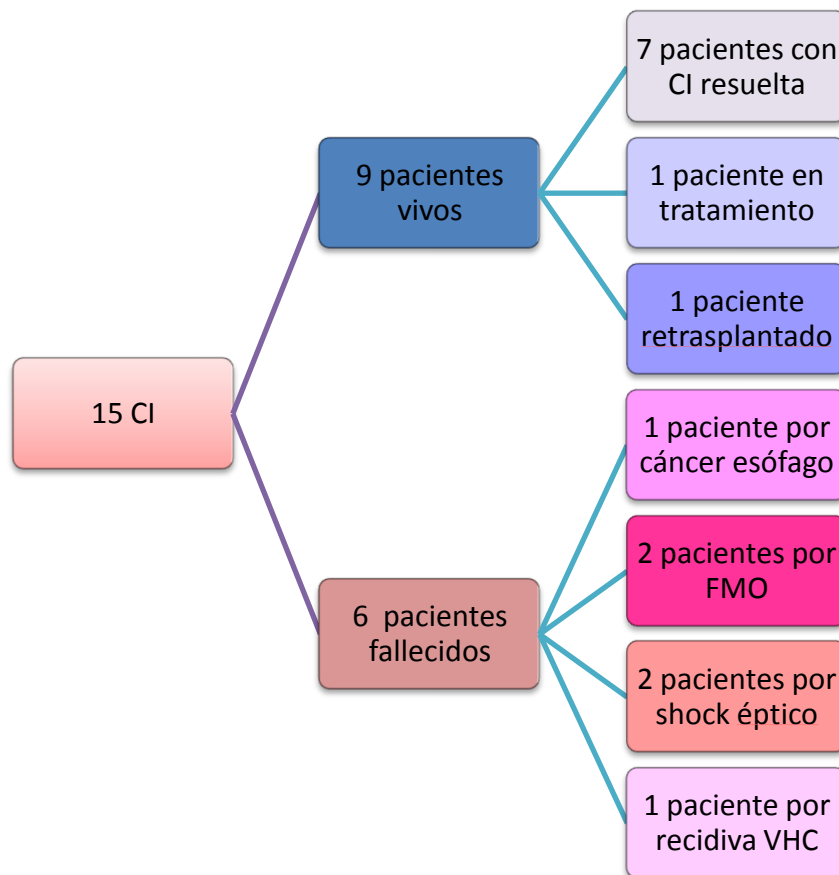 15 CI
9 pacientes
vivos
7 pacientes con
CI resuelta
1 paciente en
tratamiento
1 paciente
retrasplantado
6 pacientes
fallecidos
1 paciente por
cáncer esófago
2 pacientes por
FMO
2 pacientes por
shock éptico
1 paciente por
recidiva VHC